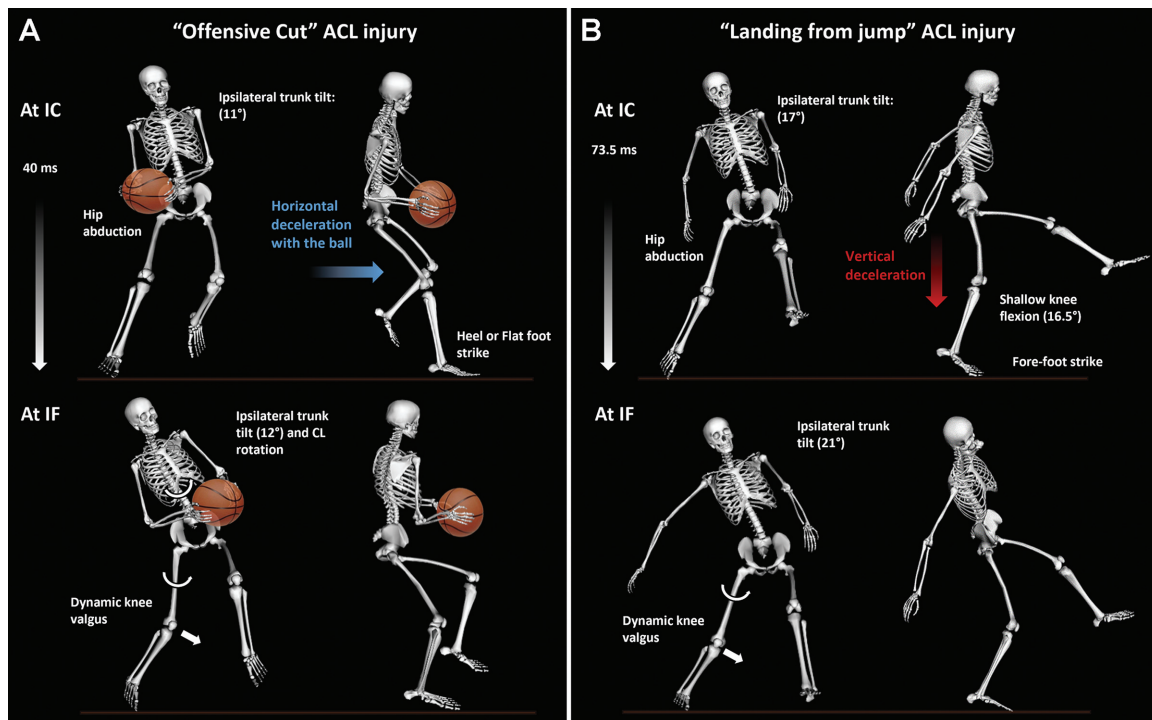 A
“Offensive Cut” ACL injury
At IC
Ipsilateral trunk tilt:
(11°)
40 ms
Hip
abduction
Horizontal
deceleration
with the ball
Heel or Flat foot
strike
At IF
Ipsilateral trunk
tilt (12°) and CL
rotation
Dynamic knee
valgus
B
“Landing from jump” ACL injury
At IC
Ipsilateral trunk tilt:
(17°)
73.5 ms
Hip
abduction
Vertical
deceleration
Shallow knee
flexion (16.5°)
Fore-foot strike
At IF
Ipsilateral trunk
tilt (21°)
Dynamic knee
valgus